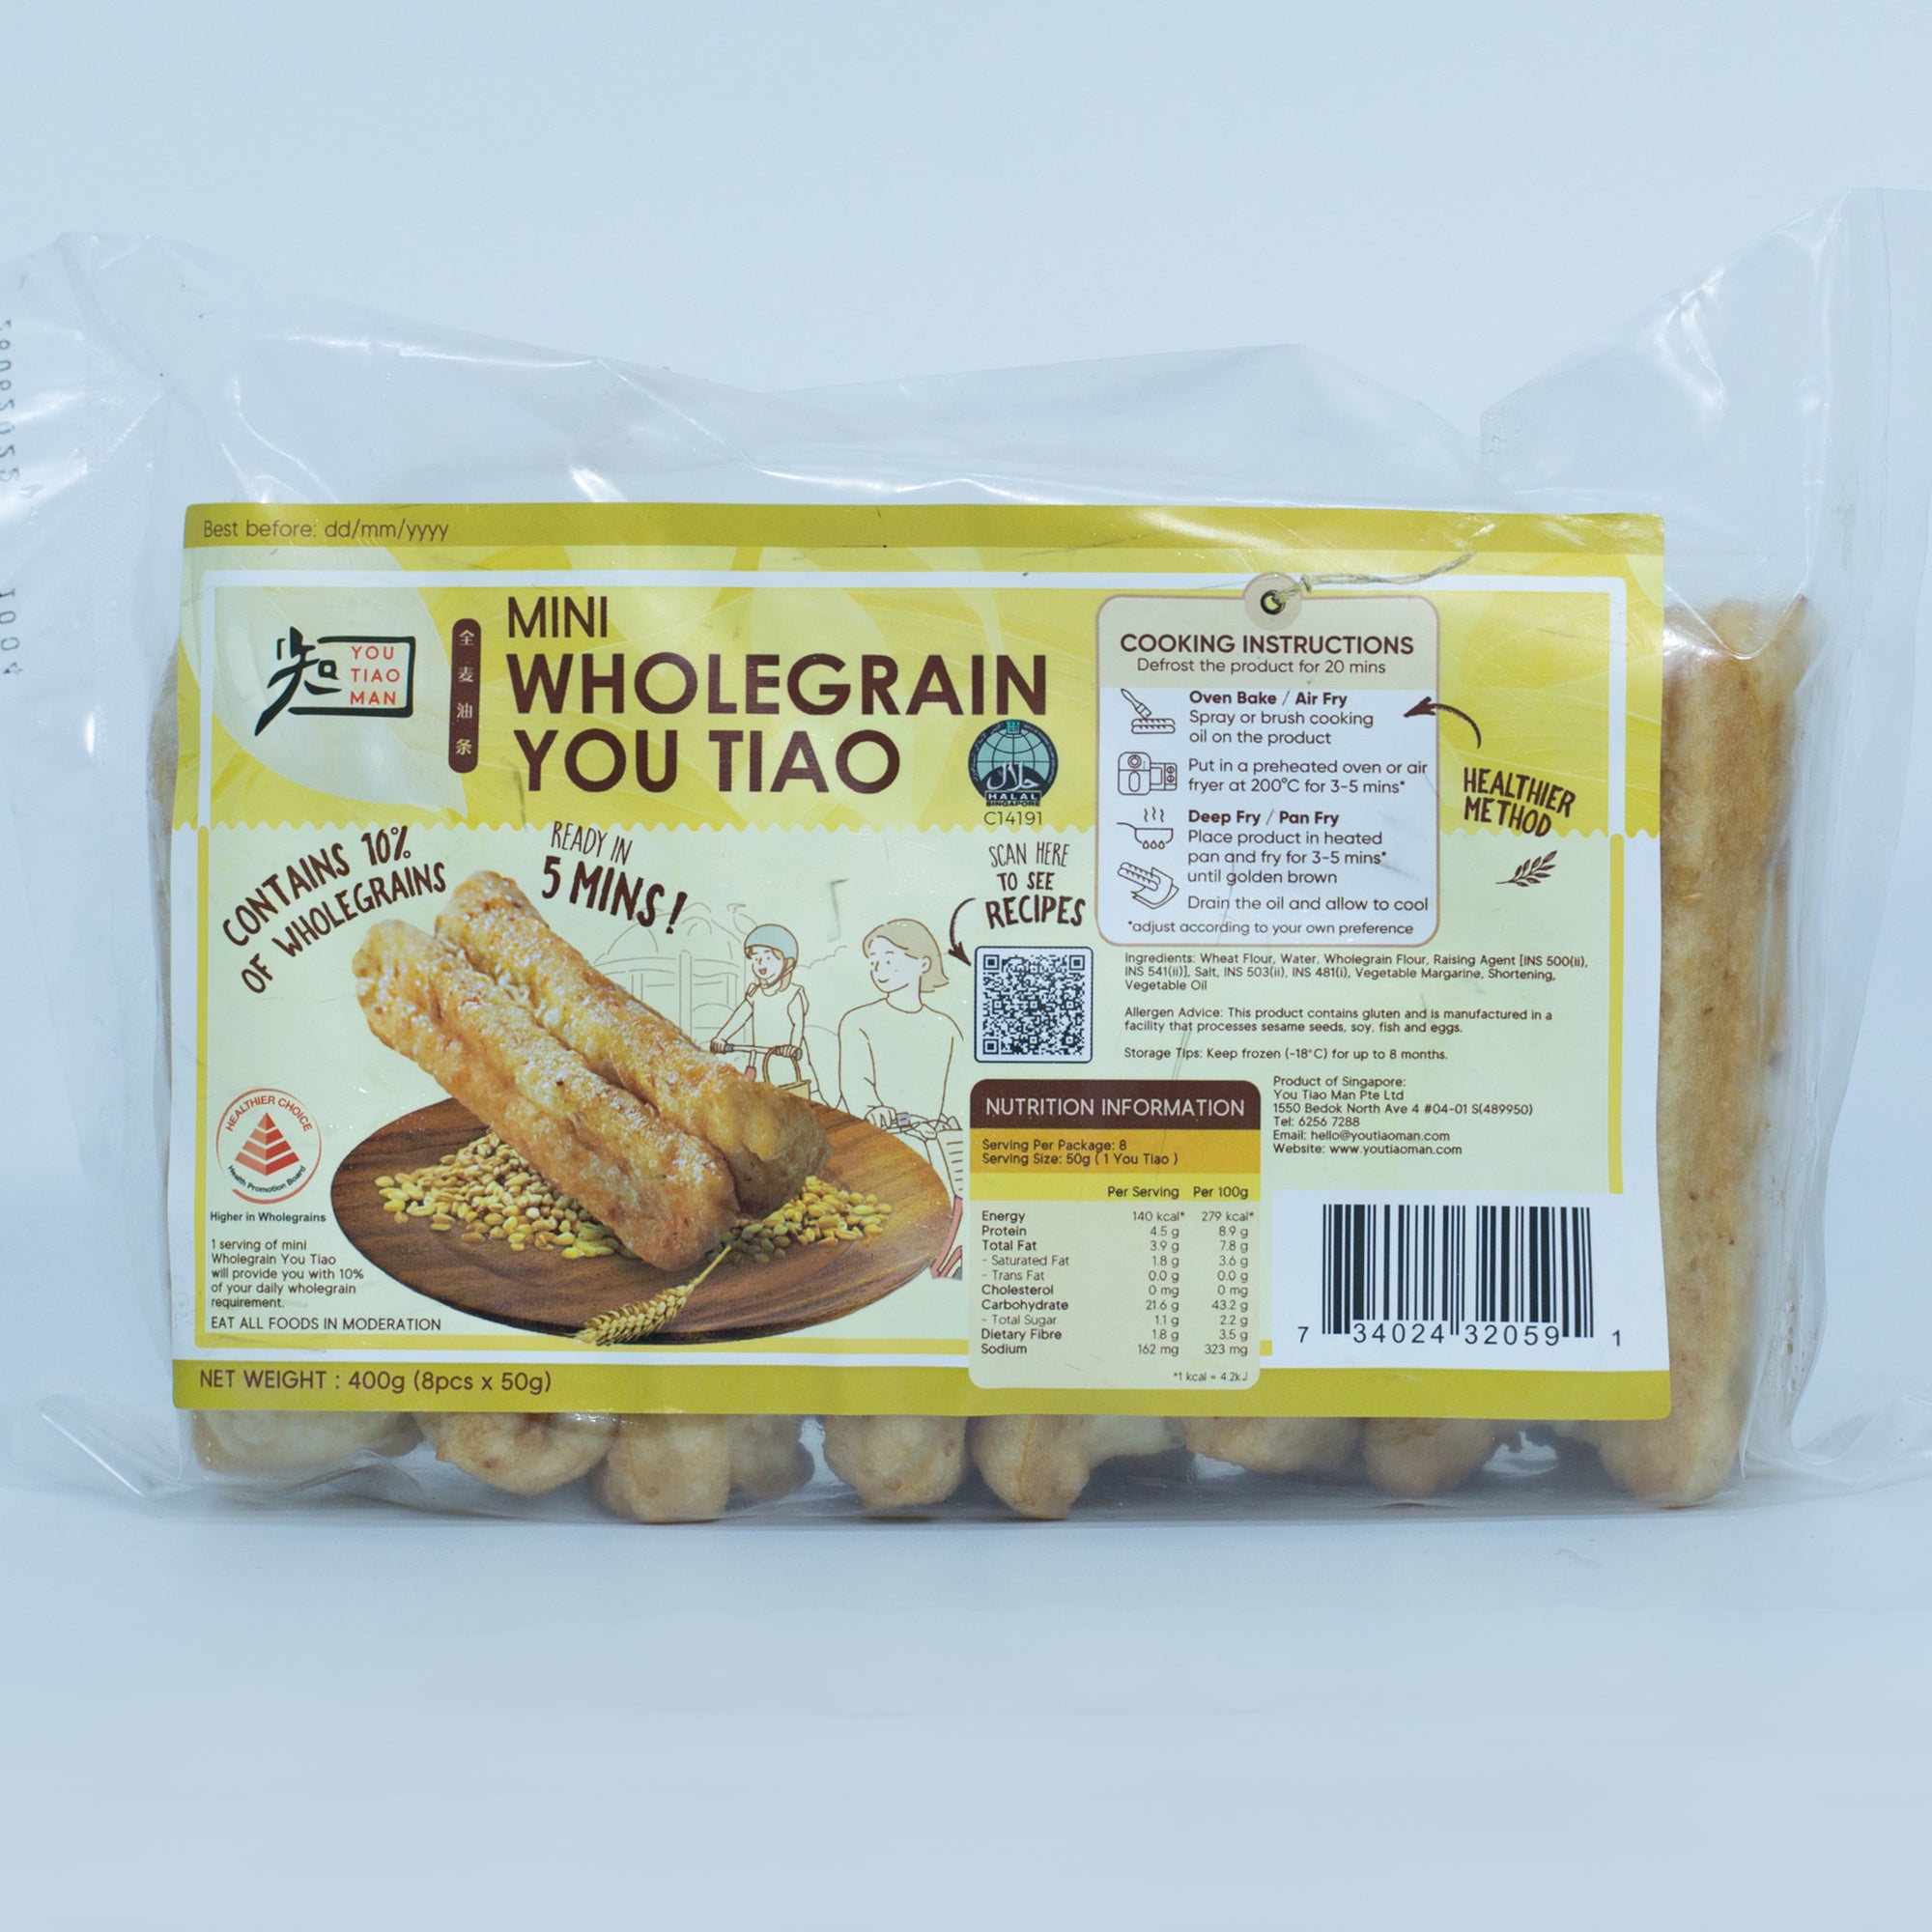 Best before: dd/mm/yyyy
YOU
TIAO
MAN
全麦油条
MINI
WHOLEGRAIN
YOU TIAO
HALAL
SINGAPORE
C14191
CONTAINS 10%
OF WHOLEGRAINS
READY IN
5 MINS!
SCAN HERE
TO SEE
RECIPES
COOKING INSTRUCTIONS
Defrost the product for 20 mins
Oven Bake / Air Fry
Spray or brush cooking
oil on the product
Put in a preheated oven or air
fryer at 200°C for 3-5 mins*
Deep Fry / Pan Fry
Place product in heated
pan and fry for 3-5 mins*
until golden brown
Drain the oil and allow to cool
*adjust according to your own preference
HEALTHIER
METHOD
Ingredients: Wheat Flour, Water, Wholegrain Flour, Raising Agent [INS 500(ii),
INS 541(ii)], Salt, INS 503(ii), INS 481(i), Vegetable Margarine, Shortening,
Vegetable Oil
Allergen Advice: This product contains gluten and is manufactured in a
facility that processes sesame seeds, soy, fish and eggs.
Storage Tips: Keep frozen (-18°C) for up to 8 months.
Product of Singapore:
You Tiao Man Pte Ltd
1550 Bedok North Ave 4 #04-01 S(489950)
Tel: 6256 7288
Email: hello@youtiaoman.com
Website: www.youtiaoman.com
NUTRITION INFORMATION
Serving Per Package: 8
Serving Size: 50g ( 1 You Tiao )
Per Serving Per 100g
Energy 140 kcal* 279 kcal*
Protein 4.5 g 8.9 g
Total Fat 3.9 g 7.8 g
- Saturated Fat 1.8 g 3.6 g
- Trans Fat 0.0 g 0.0 g
Cholesterol 0 mg 0 mg
Carbohydrate 21.6 g 43.2 g
- Total Sugar 1.1 g 2.2 g
Dietary Fibre 1.8 g 3.5 g
Sodium 162 mg 323 mg
*1 kcal = 4.2kJ
7 34024 32059 1
HEALTHIER CHOICE
Health Promotion Board
Higher in Wholegrains
1 serving of mini
Wholegrain You Tiao
will provide you with 10%
of your daily wholegrain
requirement.
EAT ALL FOODS IN MODERATION
NET WEIGHT : 400g (8pcs x 50g)